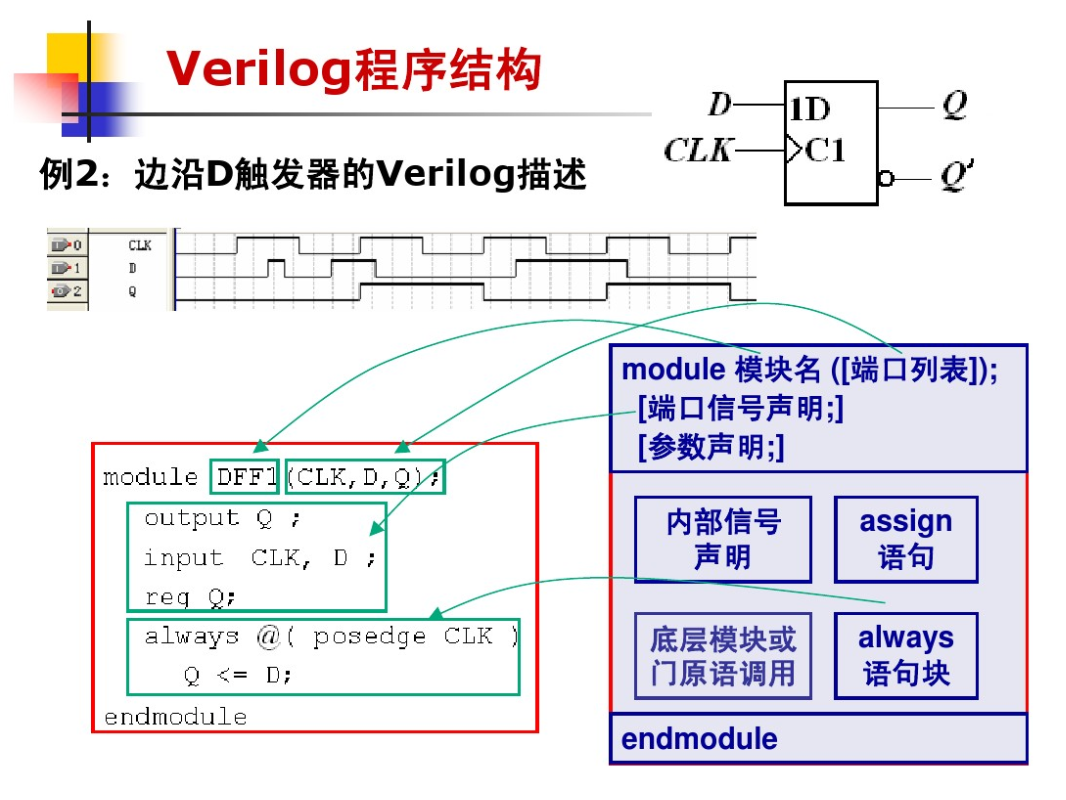 Verilog程序结构
D
1D
Q
CLK
C1
Q'
例2：边沿D触发器的Verilog描述
0 CLK
1 D
2 Q
module 模块名 ([端口列表]);
[端口信号声明;]
[参数声明;]
module DFF1(CLK,D,Q);
output Q ;
input CLK, D ;
reg Q;
always @( posedge CLK )
Q <= D;
endmodule
内部信号
声明
assign
语句
底层模块或
门原语调用
always
语句块
endmodule